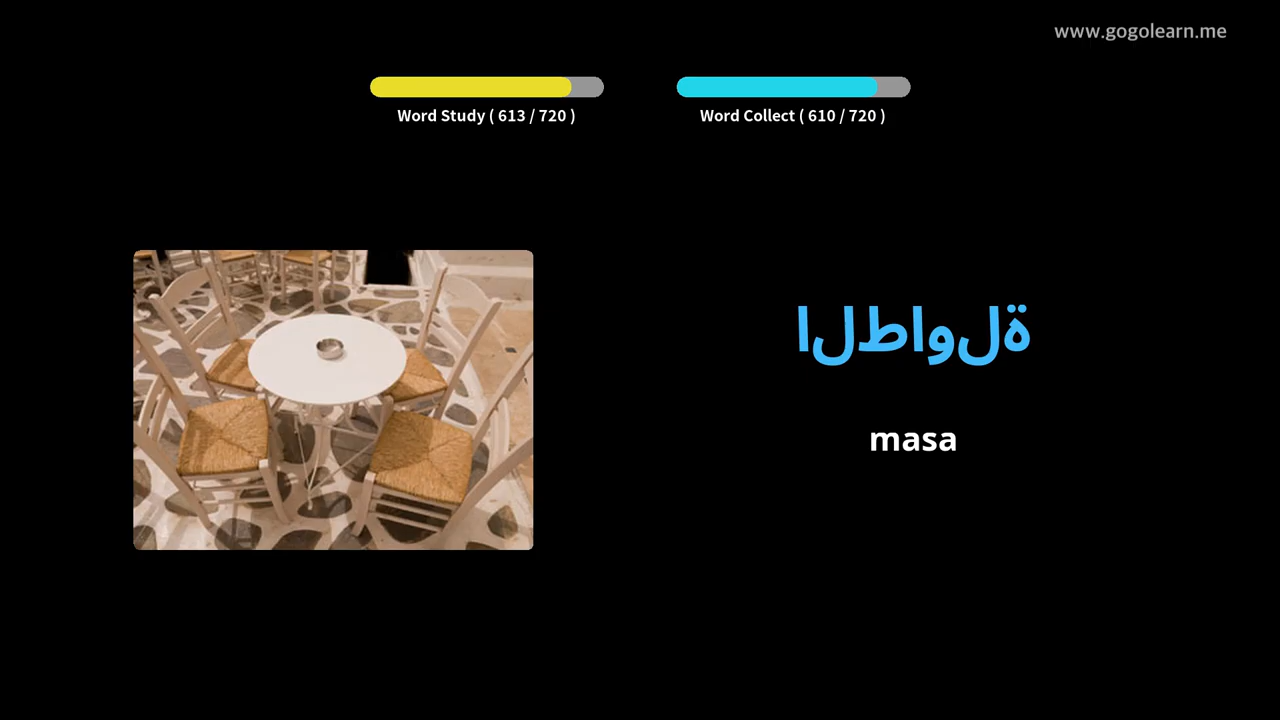 www.gogolearn.me
Word Study ( 613 / 720 )
Word Collect ( 610 / 720 )
الطاولة
masa